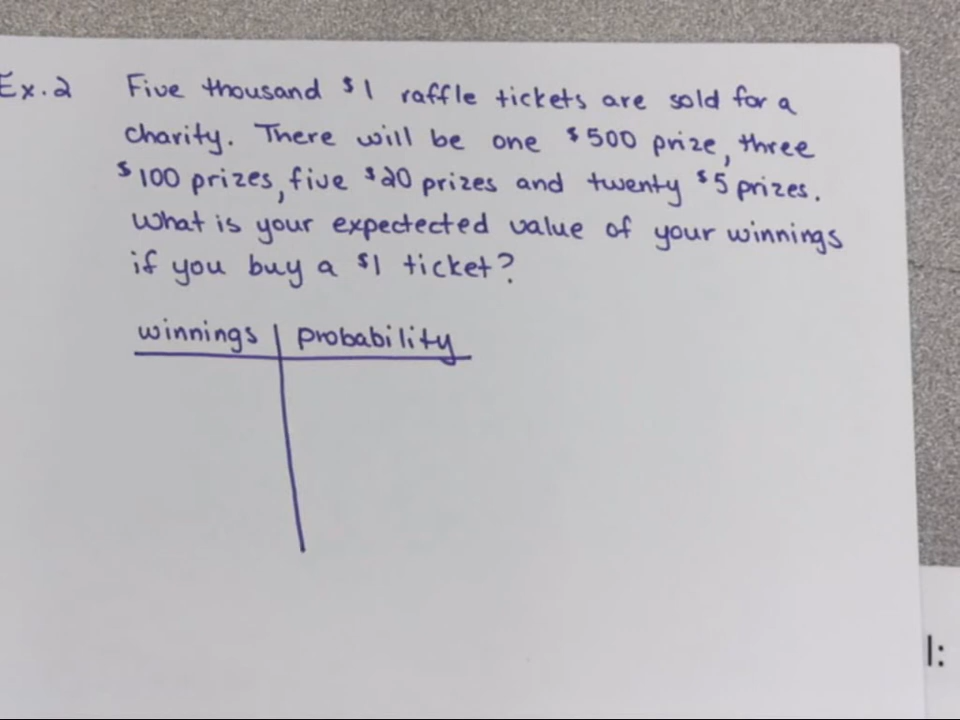 Ex.2 Five thousand $1 raffle tickets are sold for a
charity. There will be one $500 prize, three
$100 prizes, five $20 prizes and twenty $5 prizes.
What is your expectected value of your winnings
if you buy a $1 ticket?
winnings | probability
l: